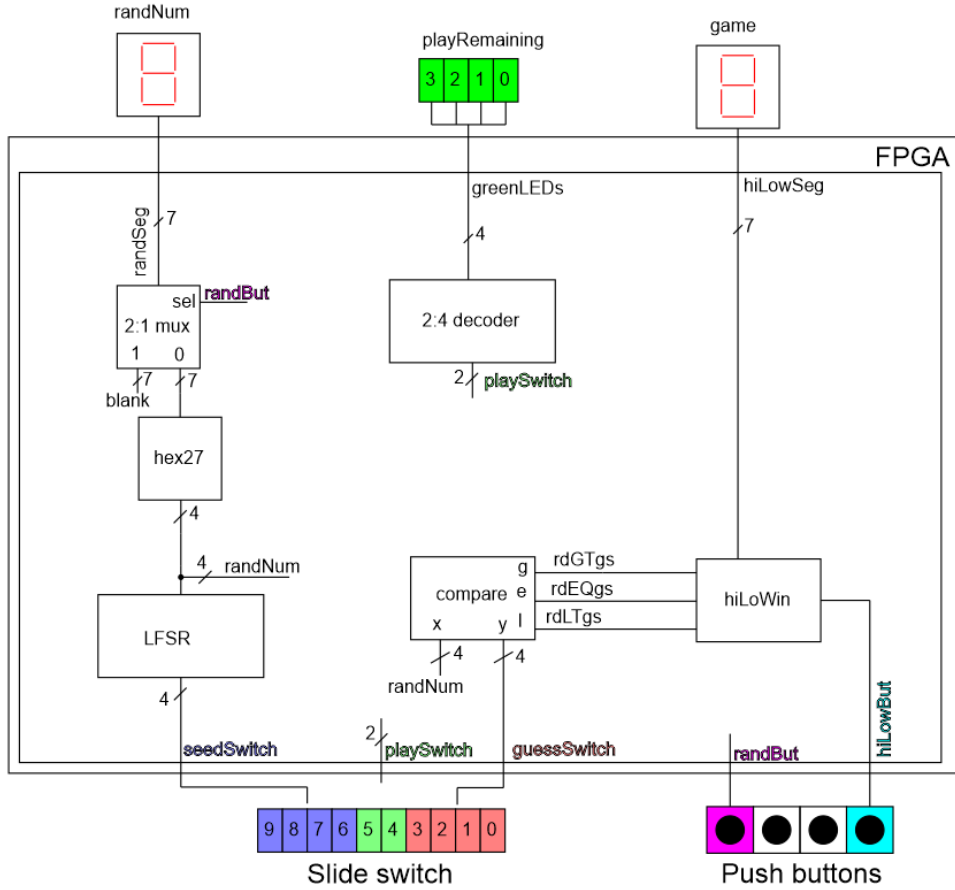 randNum
playRemaining
game
3 2 1 0
FPGA
greenLEDs
hiLowSeg
randSeg
7
4
7
sel
randBut
2:1 mux
1 0
2:4 decoder
7
7
2
playSwitch
blank
hex27
4
4
randNum
LFSR
compare
g
e
l
x
y
rdGTgs
rdEQgs
rdLTgs
hiLoWin
4
4
4
randNum
2
seedSwitch
playSwitch
guessSwitch
randBut
hiLowBut
9 8 7 6 5 4 3 2 1 0
Slide switch
Push buttons